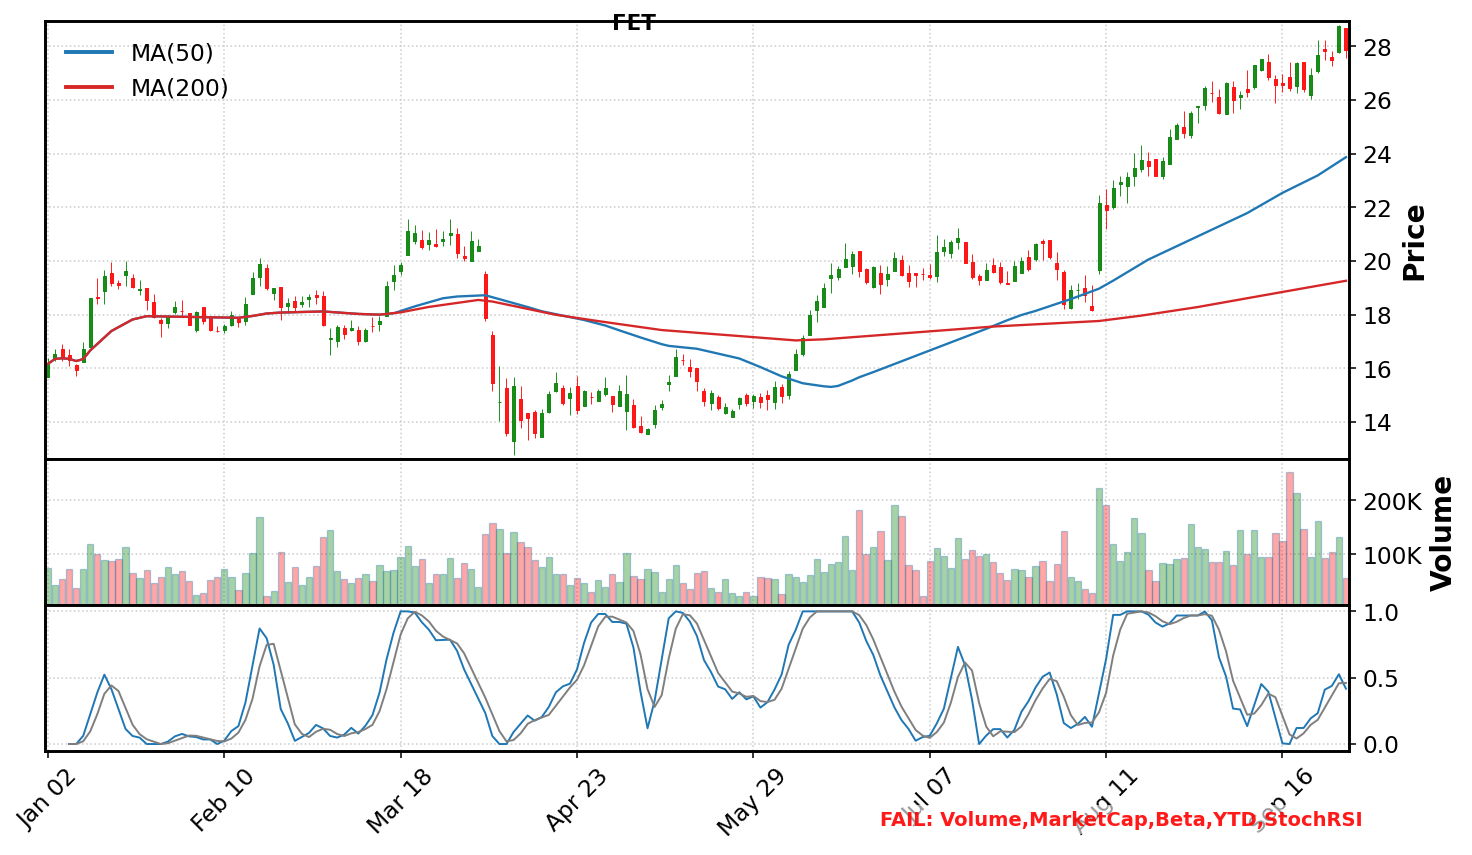 FET
MA(50)
MA(200)
28
26
24
22
20
18
16
14
Price
200K
100K
Volume
1.0
0.5
0.0
Jan 02
Feb 10
Mar 18
Apr 23
May 29
Jul 07
Aug 11
Sep 16
FAIL: Volume,MarketCap,Beta,YTD,StochRSI